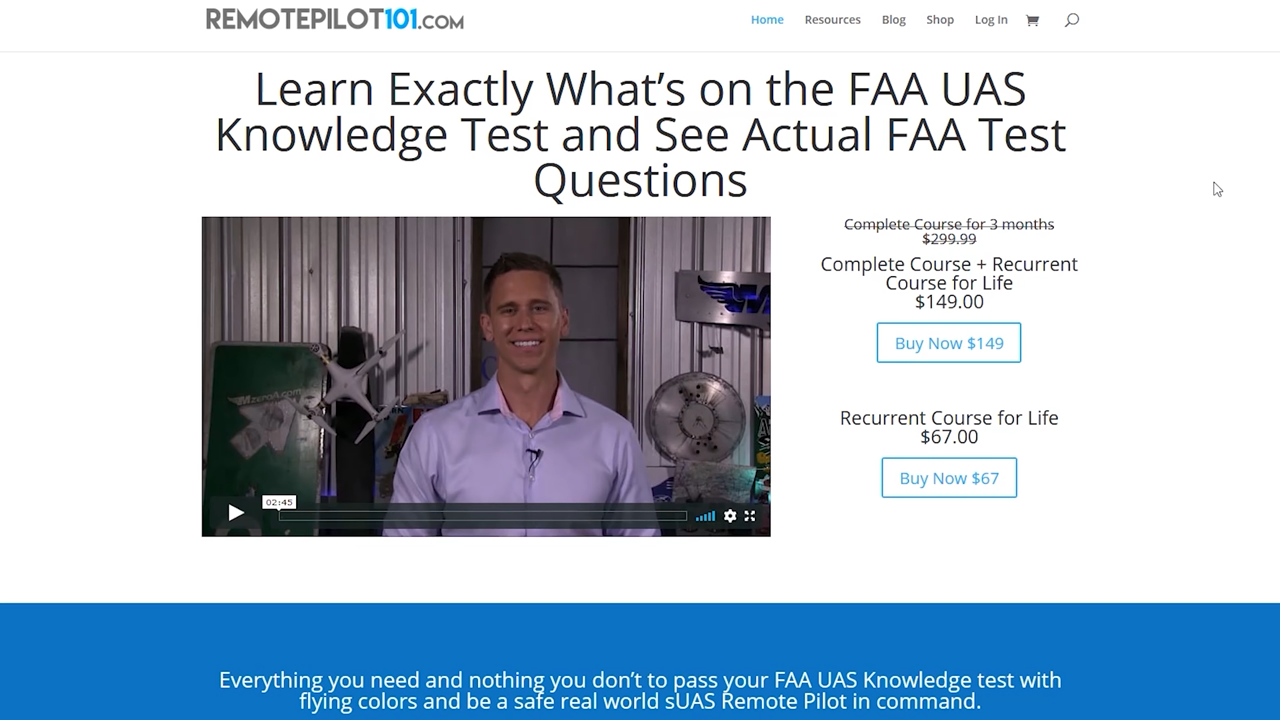 REMOTEPILOT101.COM
Home Resources Blog Shop Log In
Learn Exactly What’s on the FAA UAS
Knowledge Test and See Actual FAA Test
Questions
Complete Course for 3 months
$299.99
Complete Course + Recurrent
Course for Life
$149.00
Buy Now $149
MzeroA.com
02:45
Recurrent Course for Life
$67.00
Buy Now $67
Everything you need and nothing you don’t to pass your FAA UAS Knowledge test with
flying colors and be a safe real world sUAS Remote Pilot in command.